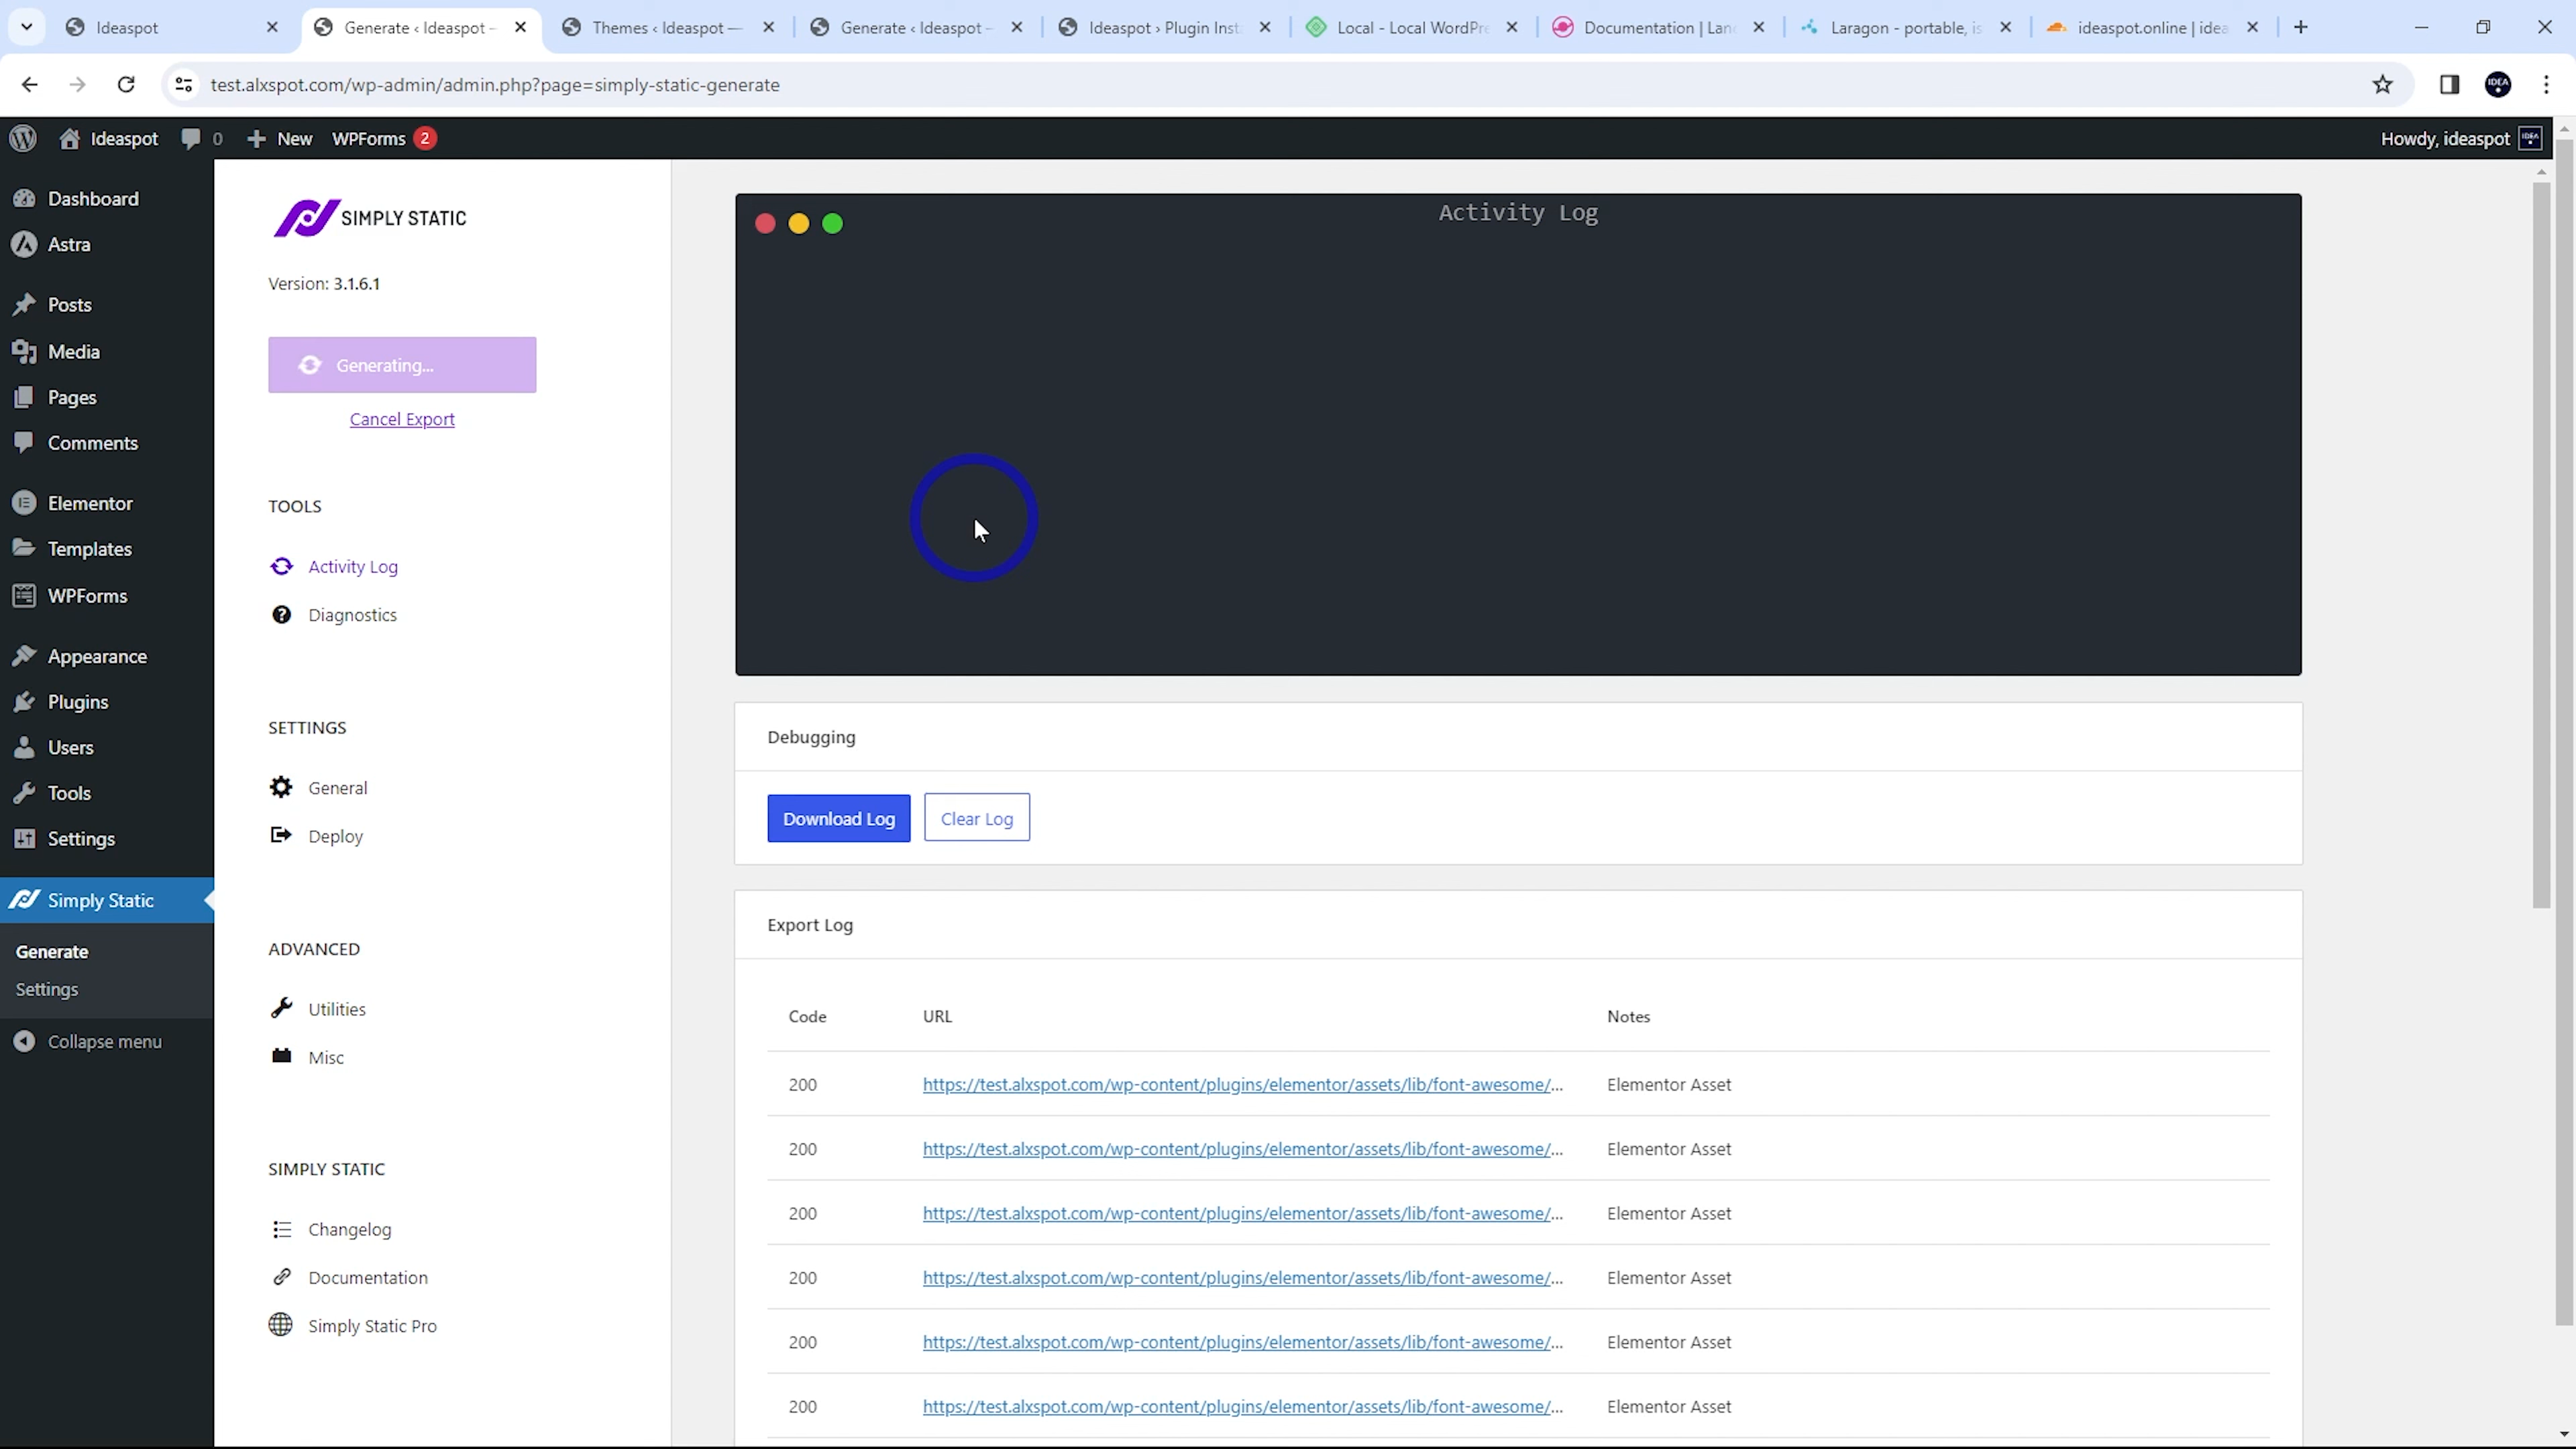 Ideaspot
Generate ‹ Ideaspot –
Themes ‹ Ideaspot —
Generate ‹ Ideaspot –
Ideaspot › Plugin Inst
Local - Local WordPre
Documentation | Lan
Laragon - portable, is
ideaspot.online | idea
test.alxspot.com/wp-admin/admin.php?page=simply-static-generate
IDEA
Ideaspot
0
New
WPForms 2
Howdy, ideaspot
Dashboard
Astra
Posts
Media
Pages
Comments
Elementor
Templates
WPForms
Appearance
Plugins
Users
Tools
Settings
Simply Static
Generate
Settings
Collapse menu
SIMPLY STATIC
Version: 3.1.6.1
Generating...
Cancel Export
TOOLS
Activity Log
Diagnostics
SETTINGS
General
Deploy
ADVANCED
Utilities
Misc
SIMPLY STATIC
Changelog
Documentation
Simply Static Pro
Activity Log
Debugging
Download Log
Clear Log
Export Log
Code URL Notes
200 https://test.alxspot.com/wp-content/plugins/elementor/assets/lib/font-awesome/... Elementor Asset
200 https://test.alxspot.com/wp-content/plugins/elementor/assets/lib/font-awesome/... Elementor Asset
200 https://test.alxspot.com/wp-content/plugins/elementor/assets/lib/font-awesome/... Elementor Asset
200 https://test.alxspot.com/wp-content/plugins/elementor/assets/lib/font-awesome/... Elementor Asset
200 https://test.alxspot.com/wp-content/plugins/elementor/assets/lib/font-awesome/... Elementor Asset
200 https://test.alxspot.com/wp-content/plugins/elementor/assets/lib/font-awesome/... Elementor Asset